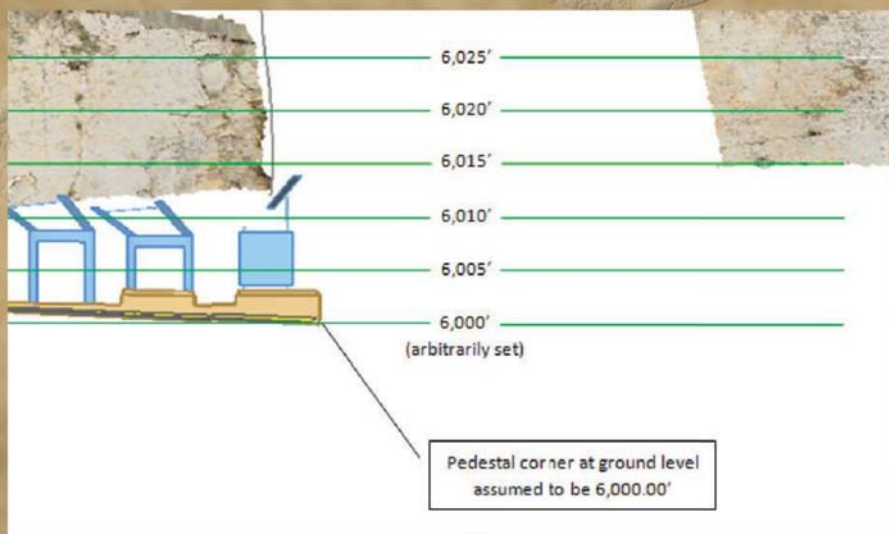 6,025′
6,020′
6,015′
6,010′
6,005′
6,000′
(arbitrarily set)
Pedestal corner at ground level
assumed to be 6,000.00′